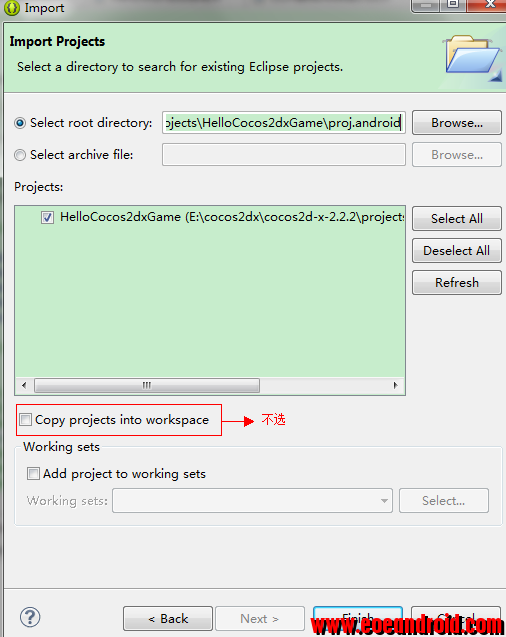 Import
Import Projects
Select a directory to search for existing Eclipse projects.
Select root directory: ojects\HelloCocos2dxGame\proj.android Browse...
Select archive file: Browse...
Projects:
HelloCocos2dxGame (E:\cocos2dx\cocos2d-x-2.2.2\projects
Select All
Deselect All
Refresh
Copy projects into workspace 不选
Working sets
Add project to working sets
Working sets: Select...
? < Back Next > Finish Cancel
www.eoeandroid.com